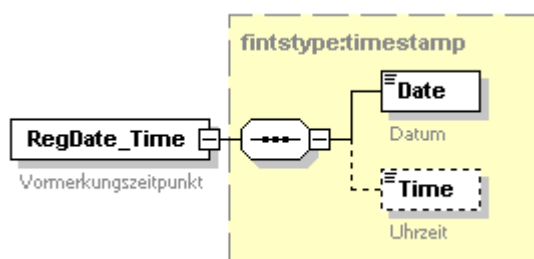 fintstype:timestamp
Date
Datum
RegDate_Time
Vormerkungszeitpunkt
Time
Uhrzeit